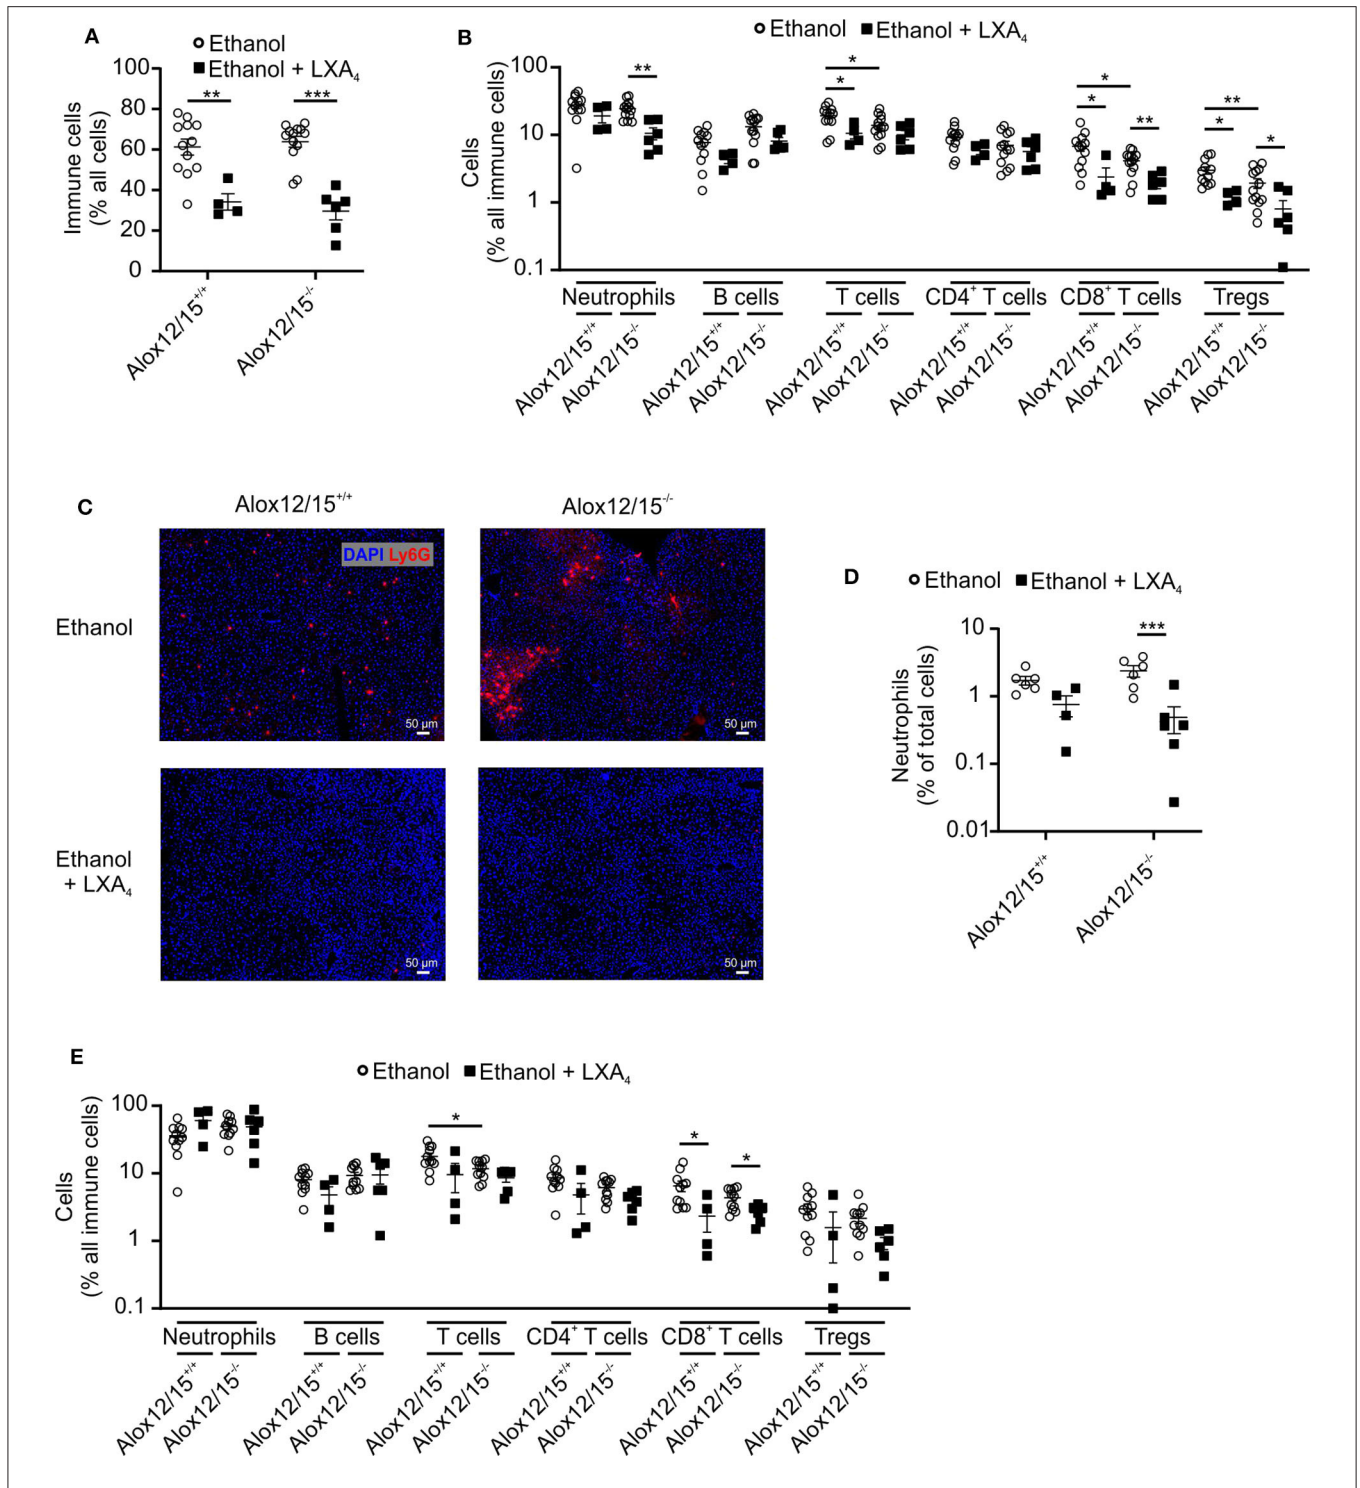 A
Ethanol
Ethanol + LXA4
Immune cells
(% all cells)
100
80
60
40
20
0
** ***
Alox12/15+/+ Alox12/15-/-
B
Ethanol Ethanol + LXA4
Cells
(% all immune cells)
100
10
1
0.1
** * * * * ** ** * *
Neutrophils B cells T cells CD4+ T cells CD8+ T cells Tregs
Alox12/15+/+ Alox12/15-/- Alox12/15+/+ Alox12/15-/- Alox12/15+/+ Alox12/15-/- Alox12/15+/+ Alox12/15-/- Alox12/15+/+ Alox12/15-/- Alox12/15+/+ Alox12/15-/-
C
Alox12/15+/+ Alox12/15-/-
DAPI Ly6G
Ethanol
50 µm 50 µm
Ethanol
+ LXA4
50 µm 50 µm
D
Ethanol Ethanol + LXA4
Neutrophils
(% of total cells)
10
1
0.1
0.01
***
Alox12/15+/+ Alox12/15-/-
E
Ethanol Ethanol + LXA4
Cells
(% all immune cells)
100
10
1
0.1
* * *
Neutrophils B cells T cells CD4+ T cells CD8+ T cells Tregs
Alox12/15+/+ Alox12/15-/- Alox12/15+/+ Alox12/15-/- Alox12/15+/+ Alox12/15-/- Alox12/15+/+ Alox12/15-/- Alox12/15+/+ Alox12/15-/- Alox12/15+/+ Alox12/15-/-